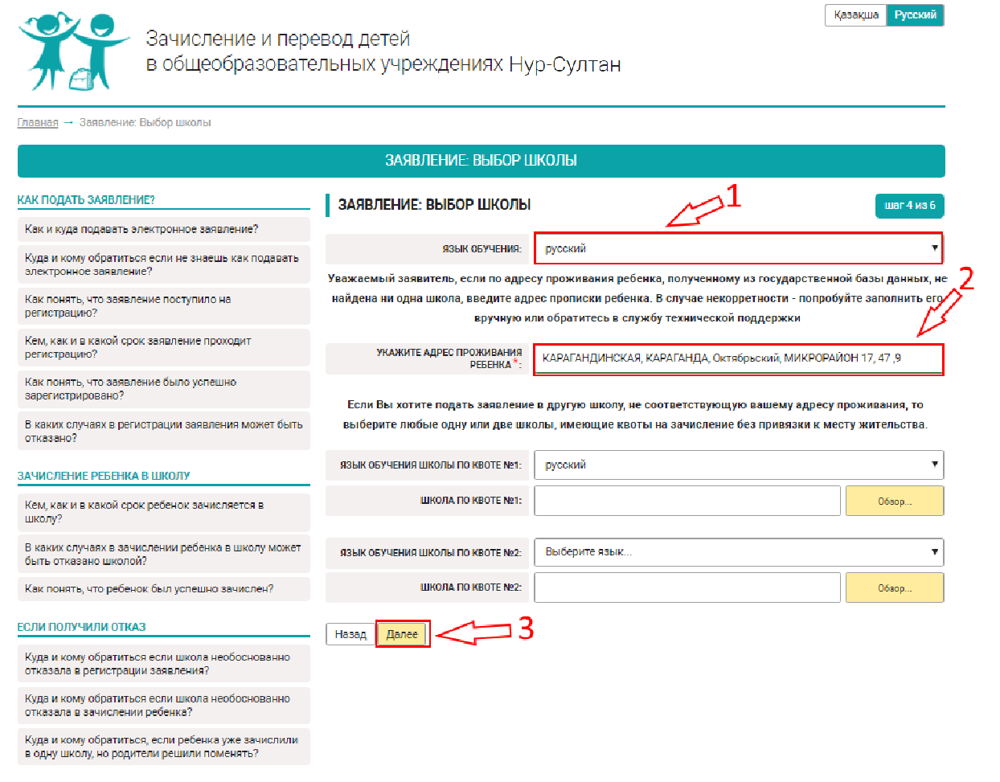 Қазақша
Русский
Зачисление и перевод детей
в общеобразовательных учреждениях Нур-Султан
Главная → Заявление: Выбор школы
ЗАЯВЛЕНИЕ: ВЫБОР ШКОЛЫ
КАК ПОДАТЬ ЗАЯВЛЕНИЕ?
Как и куда подавать электронное заявление?
Куда и кому обратиться если не знаешь как подавать
электронное заявление?
Как понять, что заявление поступило на
регистрацию?
Кем, как и в какой срок заявление проходит
регистрацию?
Как понять, что заявление было успешно
зарегистрировано?
В каких случаях в регистрации заявления может быть
отказано?
ЗАЧИСЛЕНИЕ РЕБЕНКА В ШКОЛУ
Кем, как и в какой срок ребенок зачисляется в
школу?
В каких случаях в зачислении ребенка в школу может
быть отказано школой?
Как понять, что ребенок был успешно зачислен?
ЕСЛИ ПОЛУЧИЛИ ОТКАЗ
Куда и кому обратиться если школа необоснованно
отказала в регистрации заявления?
Куда и кому обратиться если школа необоснованно
отказала в зачислении ребенка?
Куда и кому обратиться, если ребенка уже зачислили
в одну школу, но родители решили поменять?
ЗАЯВЛЕНИЕ: ВЫБОР ШКОЛЫ
1
шаг 4 из 6
ЯЗЫК ОБУЧЕНИЯ:
русский
Уважаемый заявитель, если по адресу проживания ребенка, полученному из государственной базы данных, не
найдена ни одна школа, введите адрес прописки ребенка. В случае некорретности - попробуйте заполнить его
вручную или обратитесь в службу технической поддержки
2
УКАЖИТЕ АДРЕС ПРОЖИВАНИЯ
РЕБЕНКА*:
КАРАГАНДИНСКАЯ, КАРАГАНДА, Октябрьский, МИКРОРАЙОН 17, 47 ,9
Если Вы хотите подать заявление в другую школу, не соответствующую вашему адресу проживания, то
выберите любые одну или две школы, имеющие квоты на зачисление без привязки к месту жительства.
ЯЗЫК ОБУЧЕНИЯ ШКОЛЫ ПО КВОТЕ №1:
русский
ШКОЛА ПО КВОТЕ №1:
Обзор...
ЯЗЫК ОБУЧЕНИЯ ШКОЛЫ ПО КВОТЕ №2:
Выберите язык...
ШКОЛА ПО КВОТЕ №2:
Обзор...
Назад
Далее
3